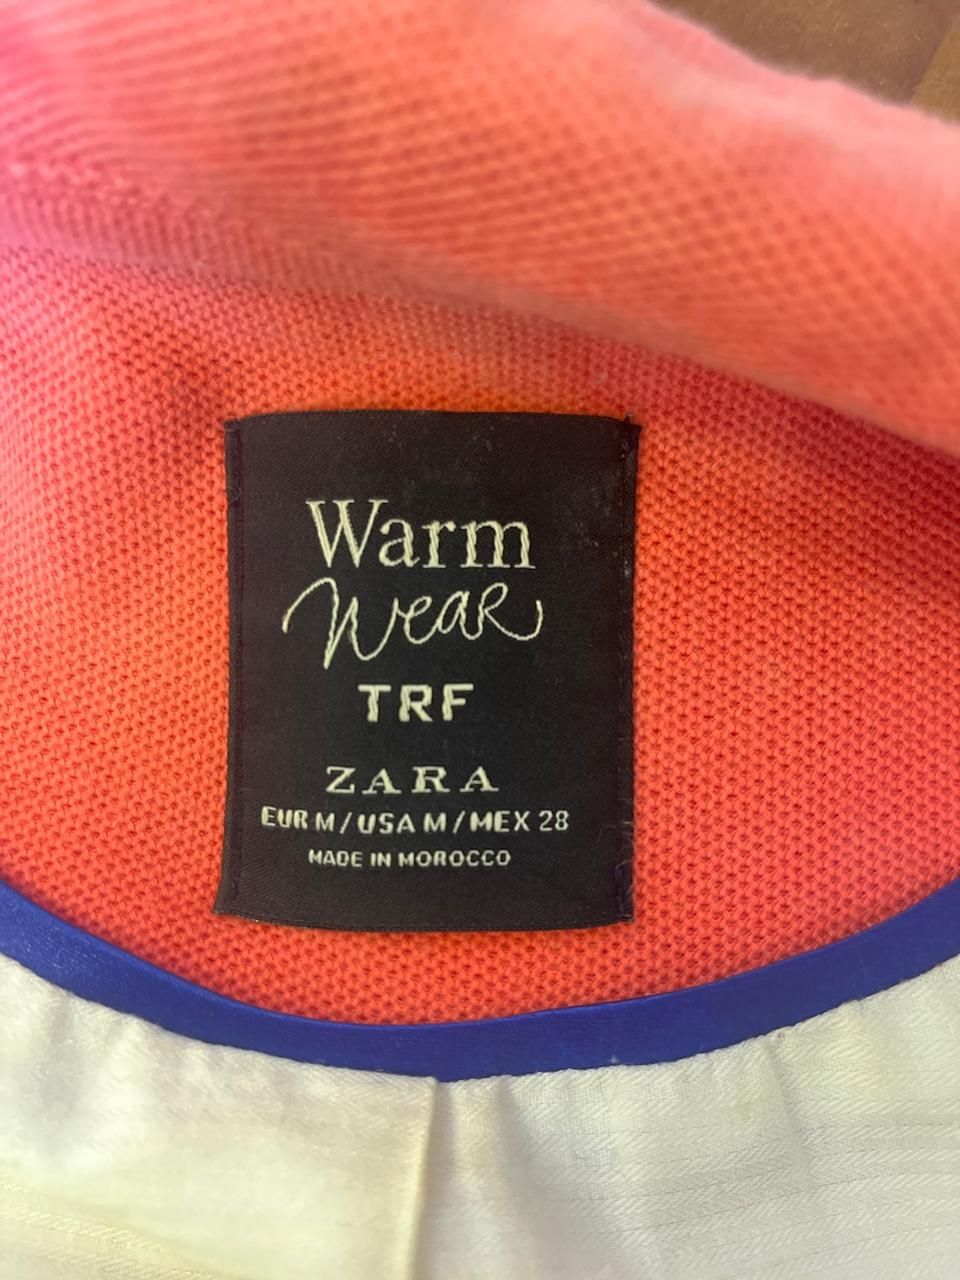 Warm
Wear
TRF
ZARA
EUR M / USA M / MEX 28
MADE IN MOROCCO